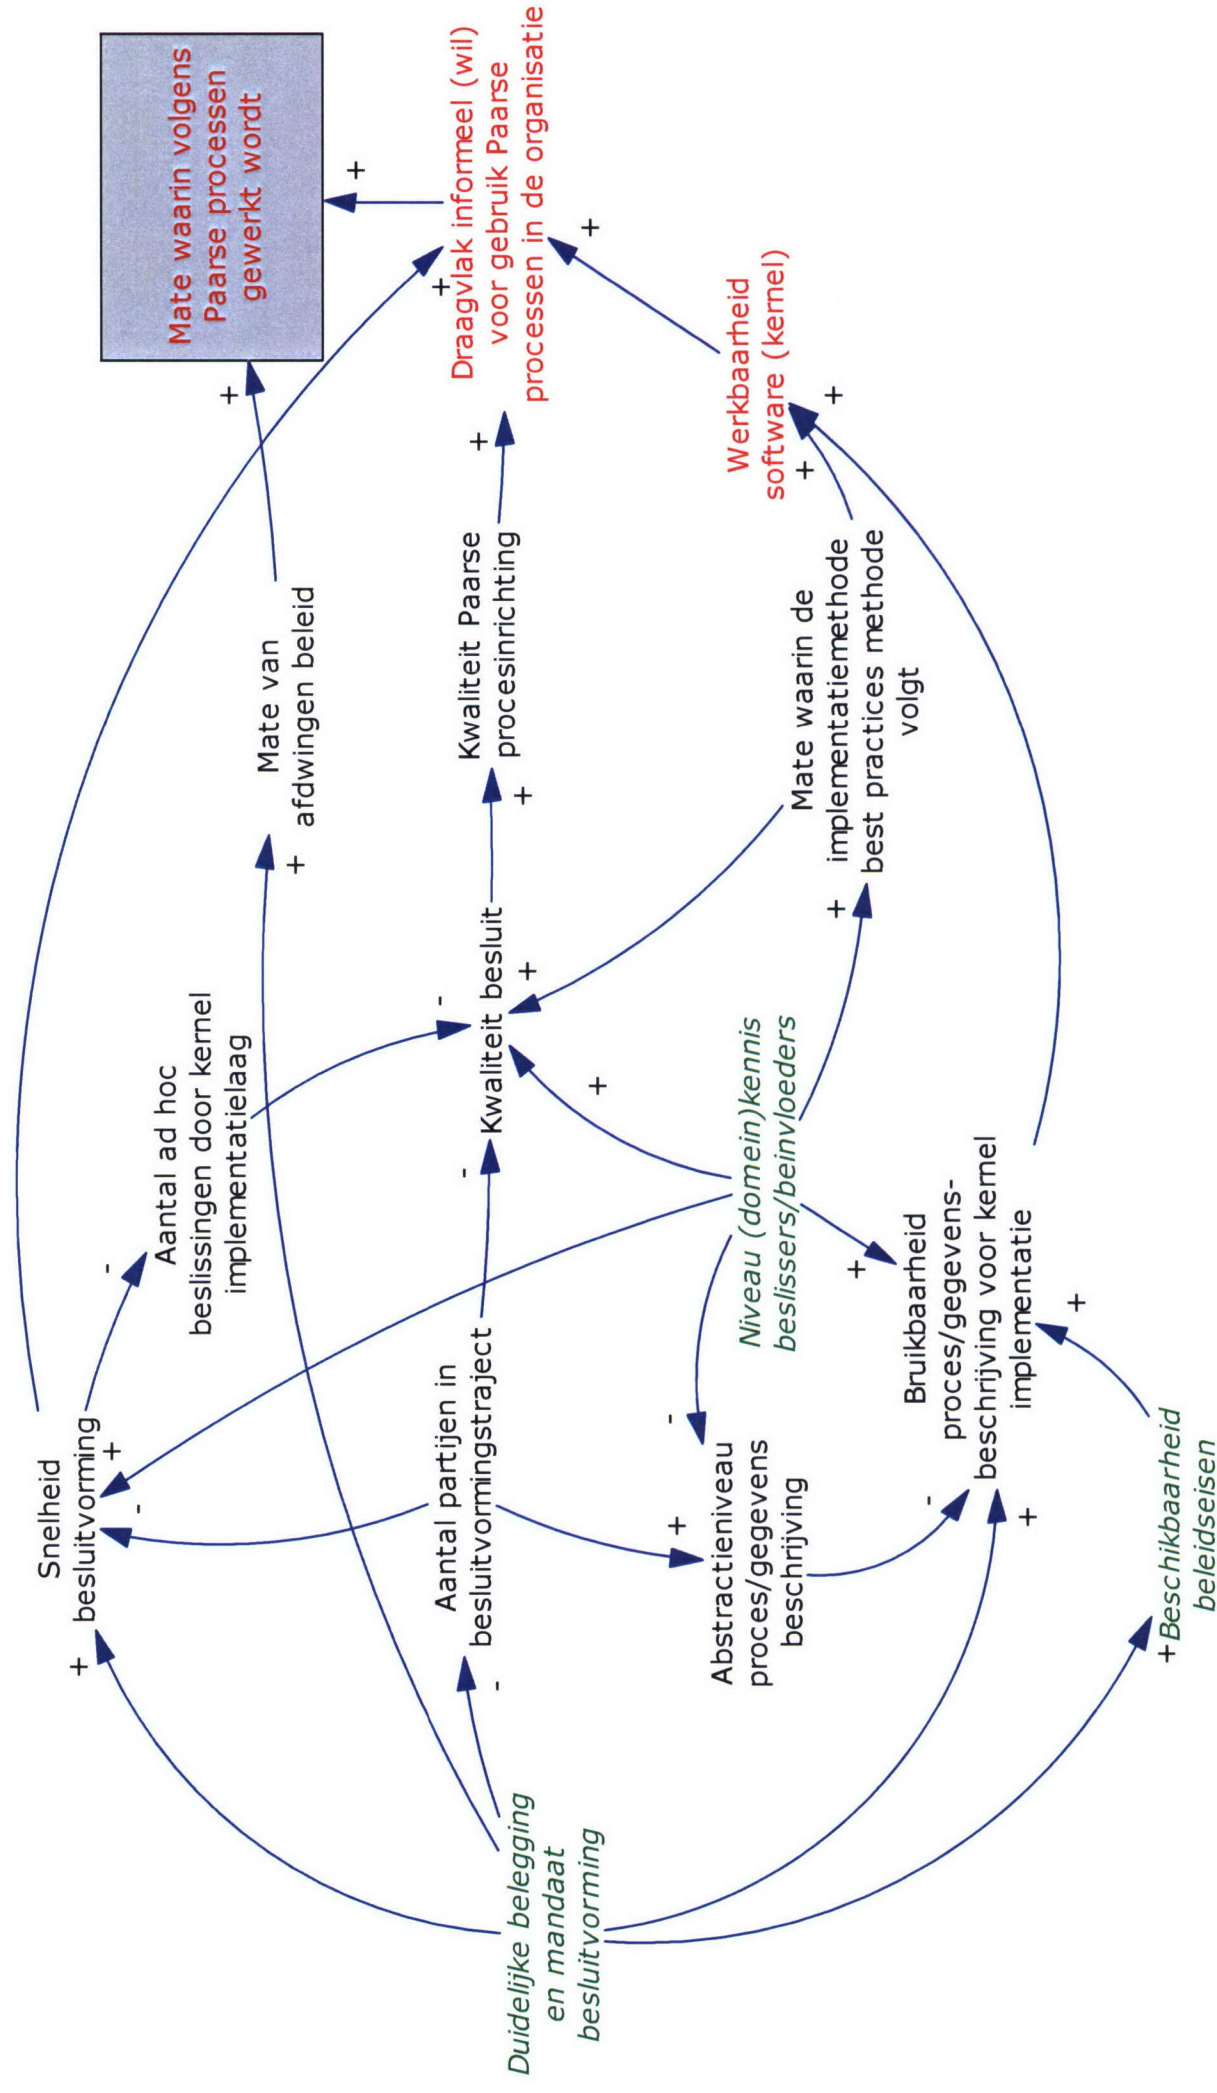 Mate waarin volgens
Paarse processen
gewerkt wordt
+
+
Draagvlak informeel (wil)
voor gebruik Paarse
processen in de organisatie
+
+
+
Werkbaarheid
software (kernel)
+
+
Mate van
afdwingen beleid
+
Kwaliteit Paarse
procesinrichting
+
Mate waarin de
implementatiemethode
best practices methode
volgt
+
Aantal ad hoc
beslissingen door kernel
implementatielaag
-
Kwaliteit besluit
-
-
+
+
Niveau (domein)kennis
beslissers/beinvloeders
Snelheid
besluitvorming
+
-
+
Aantal partijen in
besluitvormingstraject
-
Abstractieniveau
proces/gegevens
beschrijving
+
-
Bruikbaarheid
proces/gegevens-
beschrijving voor kernel
implementatie
+
+
-
+
Duidelijke belegging
en mandaat
besluitvorming
+
Beschikbaarheid
beleidseisen